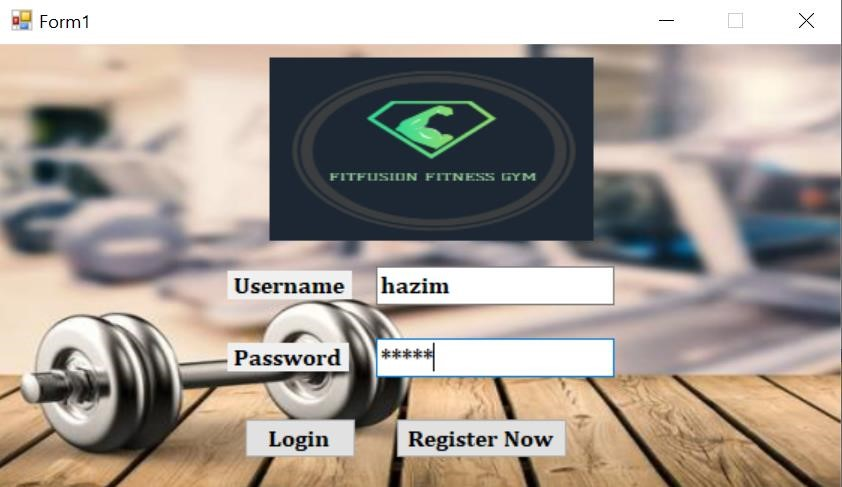 Form1
FITFUSION FITNESS GYM
Username hazim
Password *****
Login Register Now